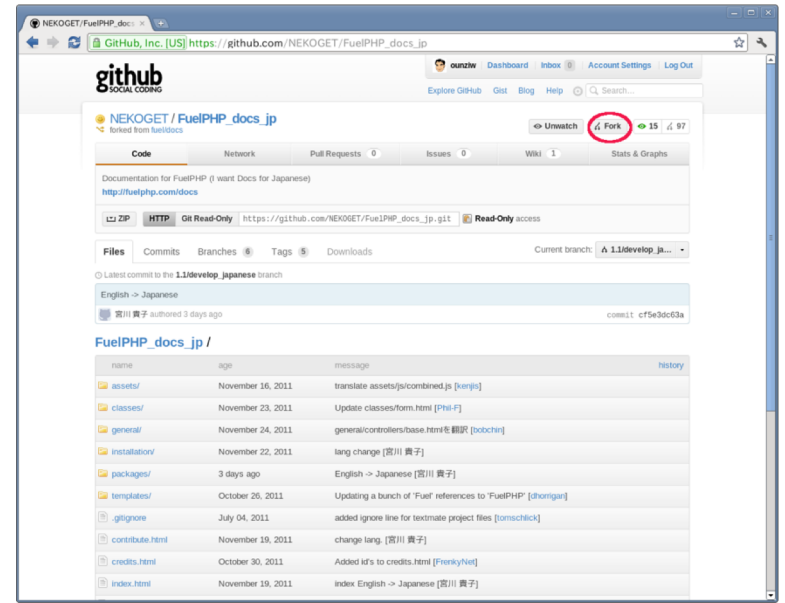 NEKOGET/FuelPHP_docs
GitHub, Inc. [US] https://github.com/NEKOGET/FuelPHP_docs_jp
github
SOCIAL CODING
ounziw Dashboard Inbox 0 Account Settings Log Out
Explore GitHub Gist Blog Help Search...
NEKOGET / FuelPHP_docs_jp
forked from fuel/docs
Unwatch Fork 15 97
Code Network Pull Requests 0 Issues 0 Wiki 1 Stats & Graphs
Documentation for FuelPHP (I want Docs for Japanese)
http://fuelphp.com/docs
ZIP HTTP Git Read-Only https://github.com/NEKOGET/FuelPHP_docs_jp.git Read-Only access
Files Commits Branches 6 Tags 5 Downloads Current branch: 1.1/develop_ja...
Latest commit to the 1.1/develop_japanese branch
English -> Japanese
宮川 貴子 authored 3 days ago commit cf5e3dc63a
FuelPHP_docs_jp /
name age message history
assets/ November 16, 2011 translate assets/js/combined.js [kenjis]
classes/ November 23, 2011 Update classes/form.html [Phil-F]
general/ November 24, 2011 general/controllers/base.htmlを翻訳 [bobchin]
installation/ November 22, 2011 lang change [宮川 貴子]
packages/ 3 days ago English -> Japanese [宮川 貴子]
templates/ October 26, 2011 Updating a bunch of 'Fuel' references to 'FuelPHP' [dhorrigan]
.gitignore July 04, 2011 added ignore line for textmate project files [tomschlick]
contribute.html November 19, 2011 change lang. [宮川 貴子]
credits.html October 30, 2011 Added id's to credits.html [FrenkyNet]
index.html November 19, 2011 index English -> Japanese [宮川 貴子]